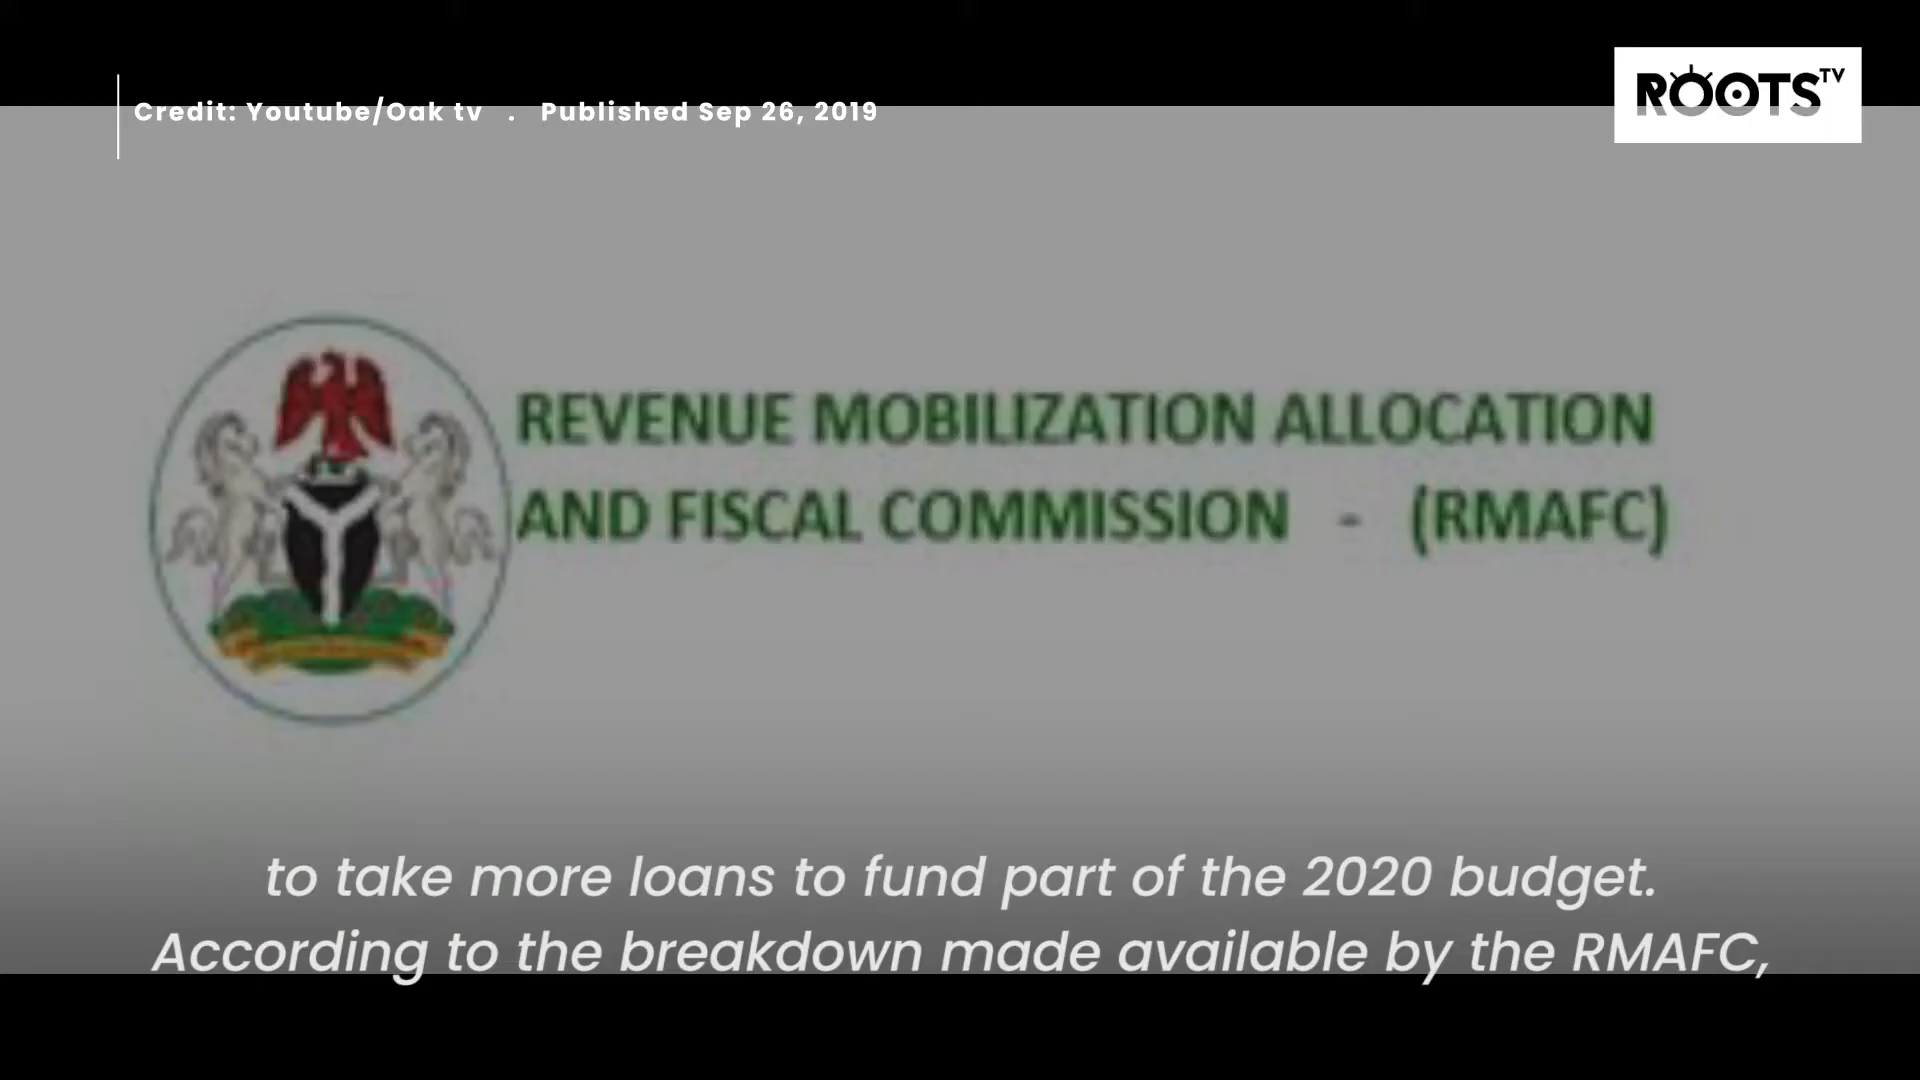 Credit: Youtube/Oak tv . Published Sep 26, 2019
ROOTS TV
REVENUE MOBILIZATION ALLOCATION
AND FISCAL COMMISSION - (RMAFC)
to take more loans to fund part of the 2020 budget.
According to the breakdown made available by the RMAFC,